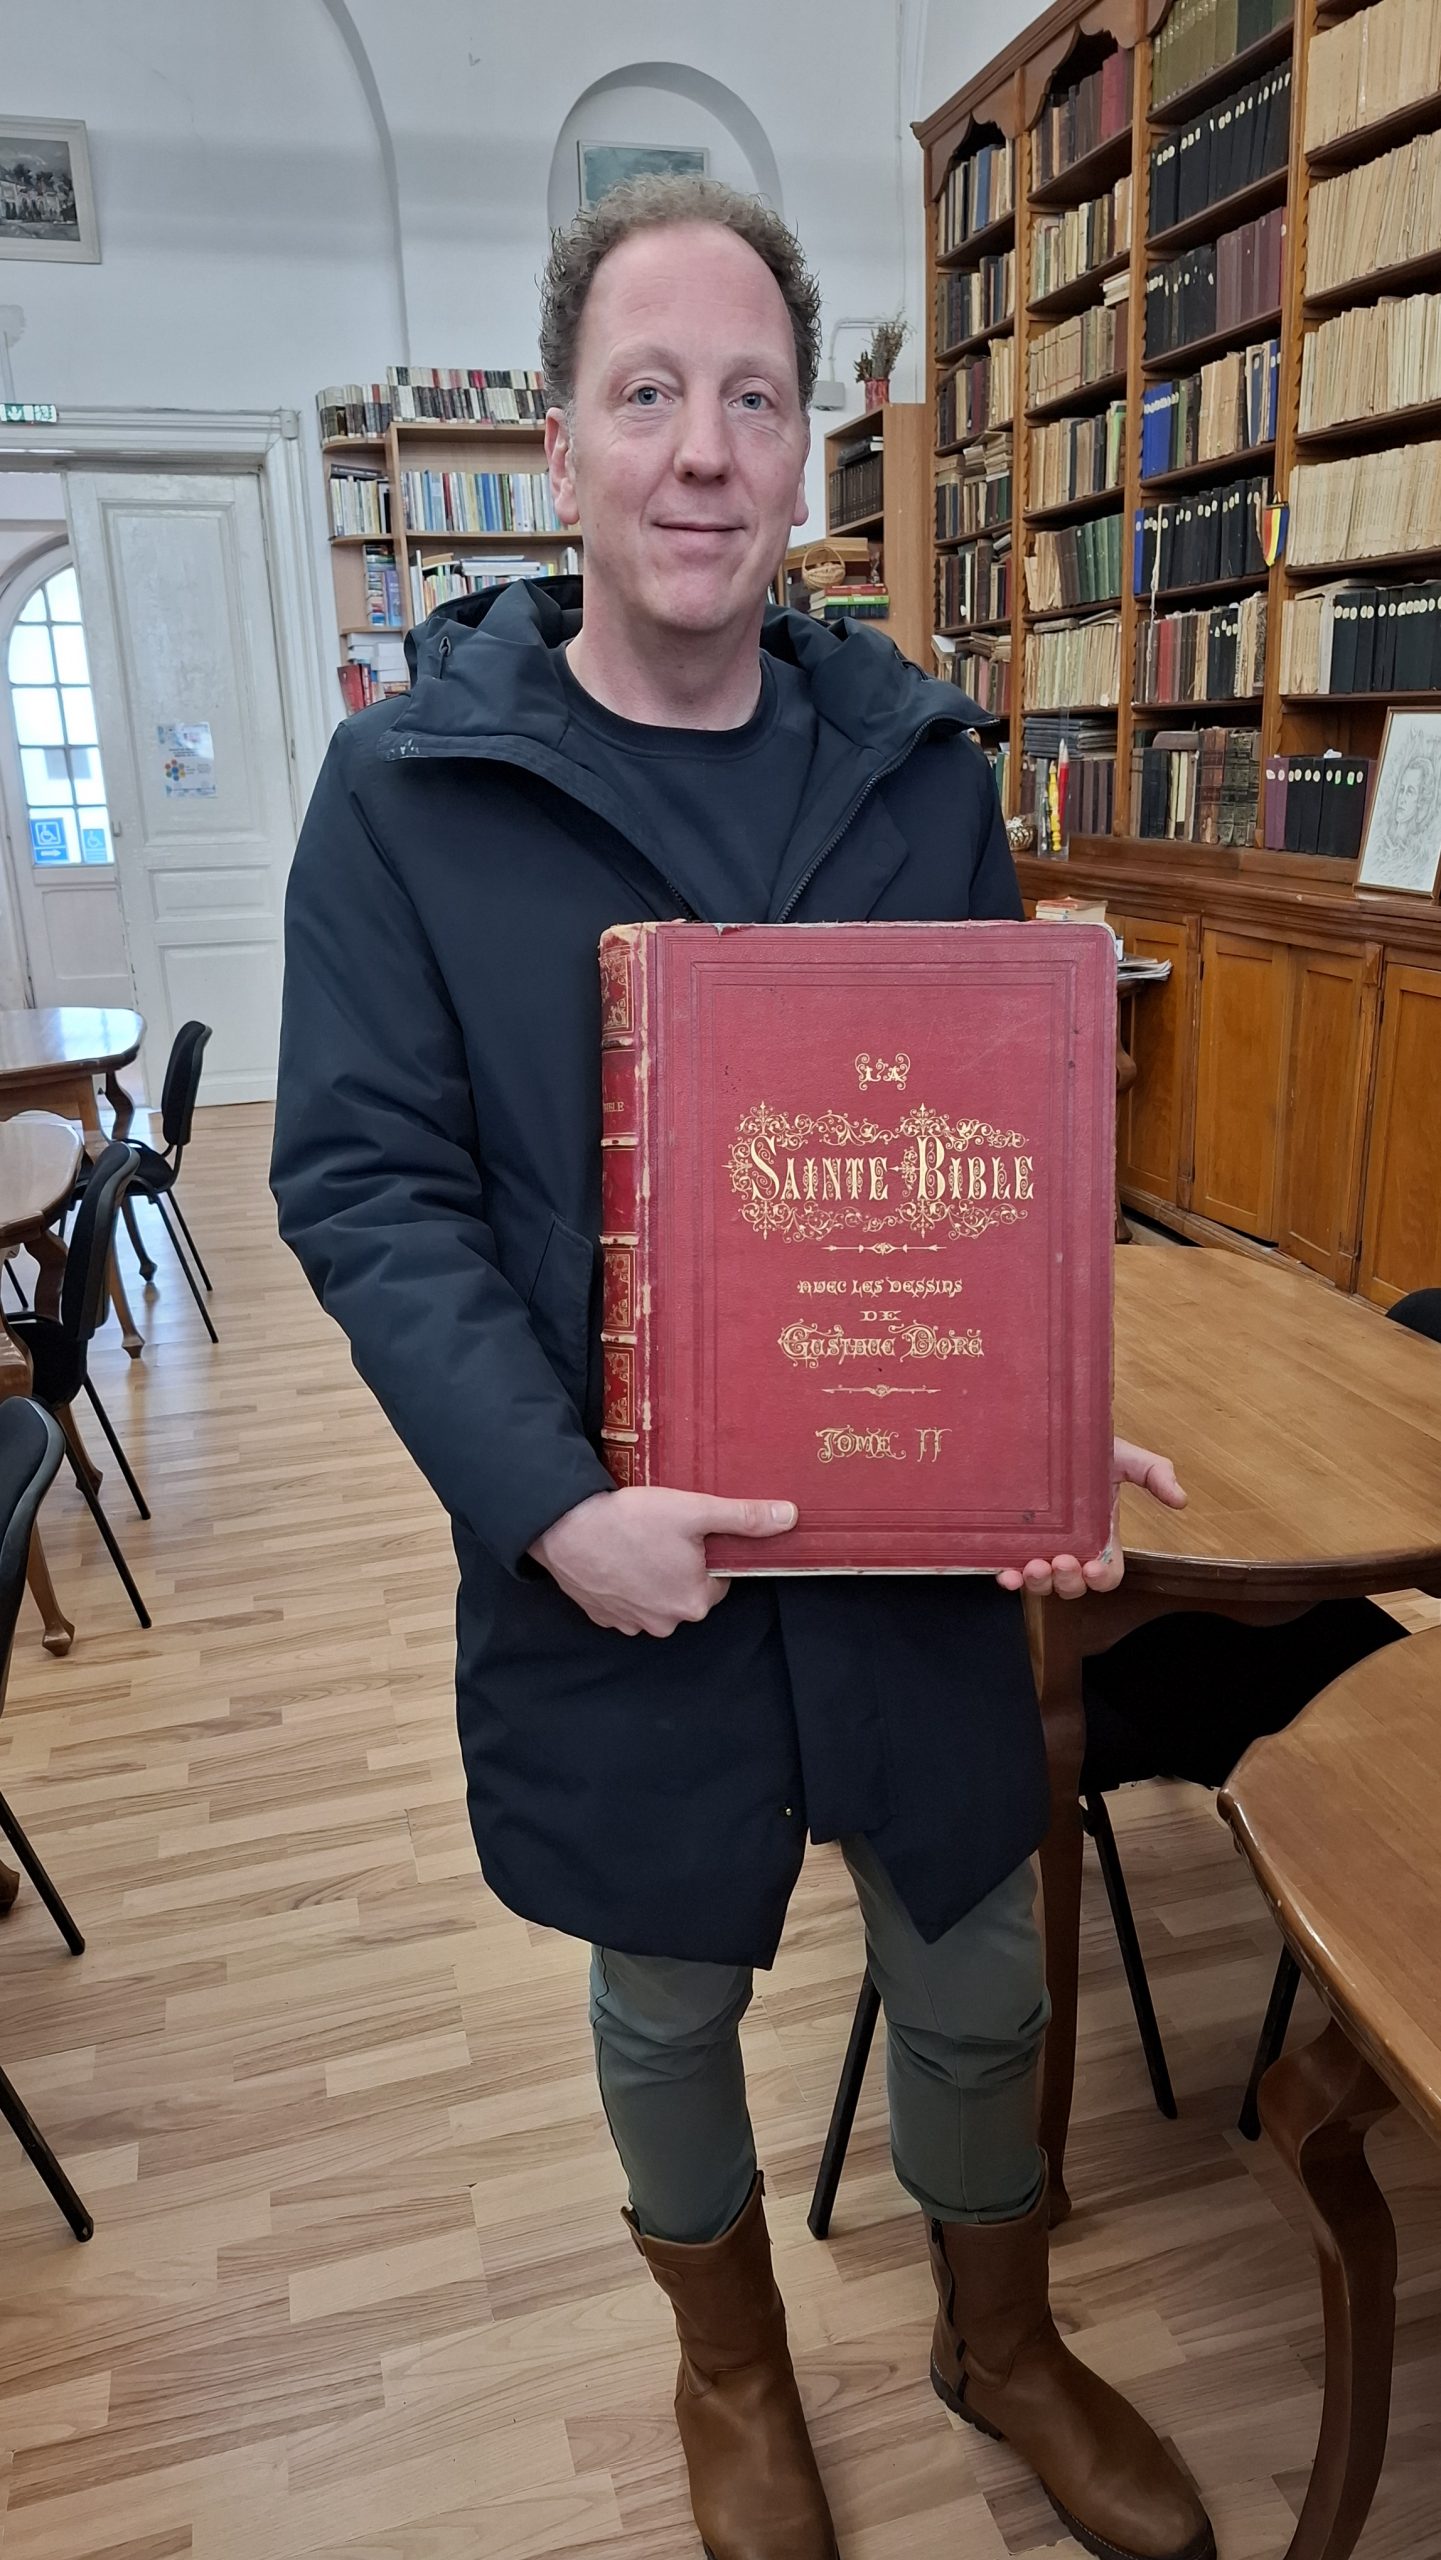 LA
SAINTE BIBLE
AVEC LES DESSINS
DE
GUSTAVE DORÉ
TOME II